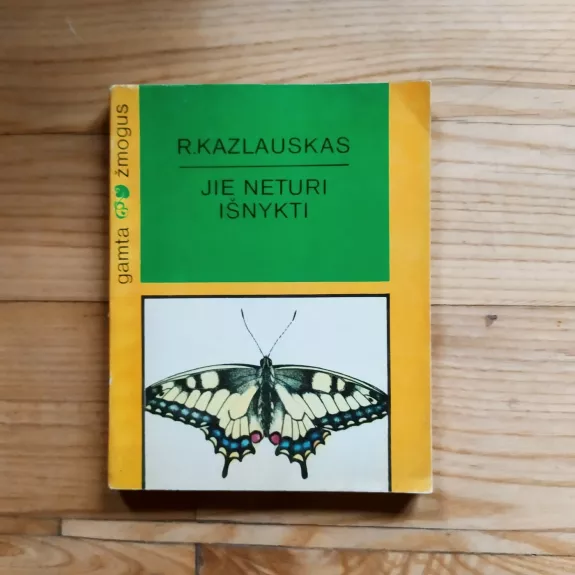 R.KAZLAUSKAS
JIE NETURI
IŠNYKTI
gamta žmogus